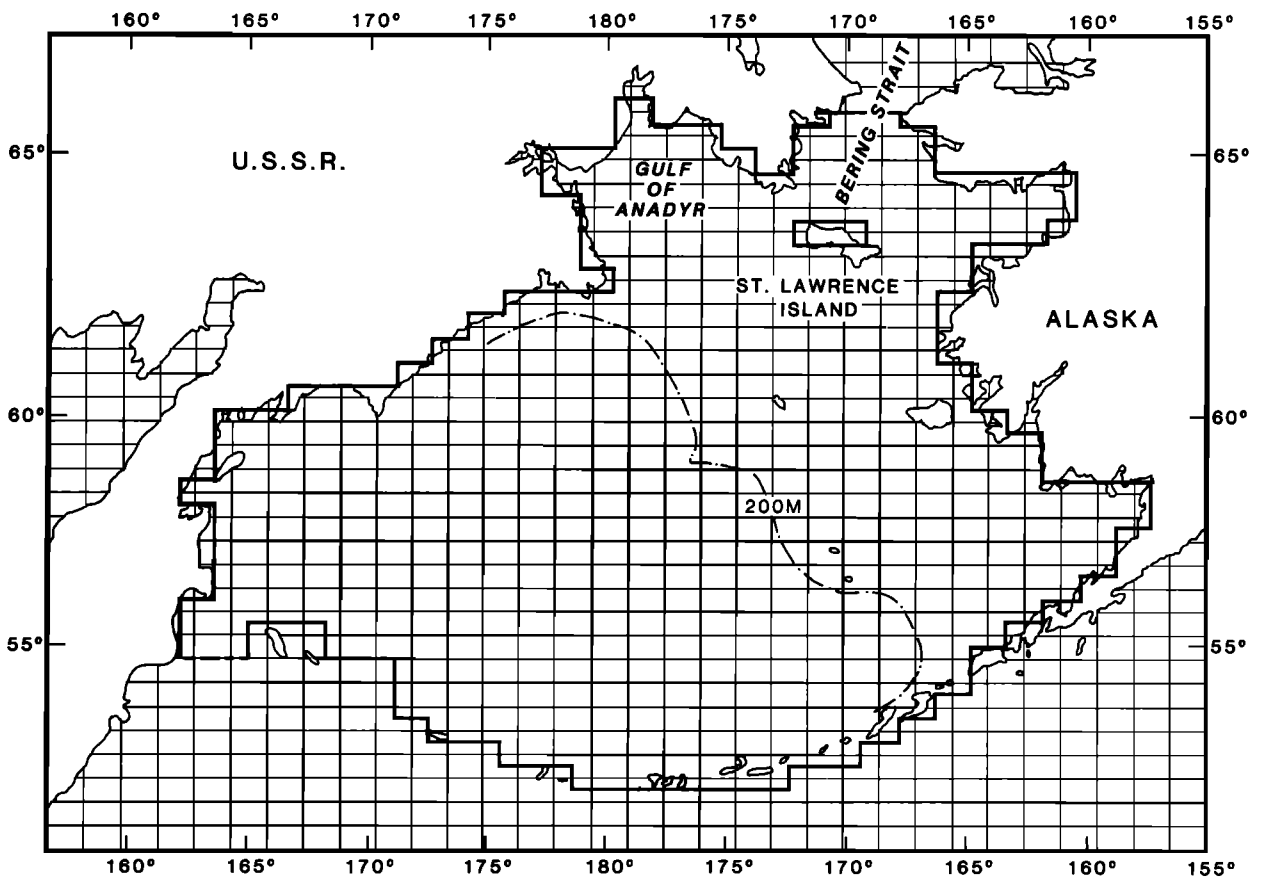 160° 165° 170° 175° 180° 175° 170° 165° 160° 155°
65° 65°
U.S.S.R.
BERING STRAIT
GULF
OF
ANADYR
ST. LAWRENCE
ISLAND
ALASKA
60° 60°
200M
55° 55°
160° 165° 170° 175° 180° 175° 170° 165° 160° 155°